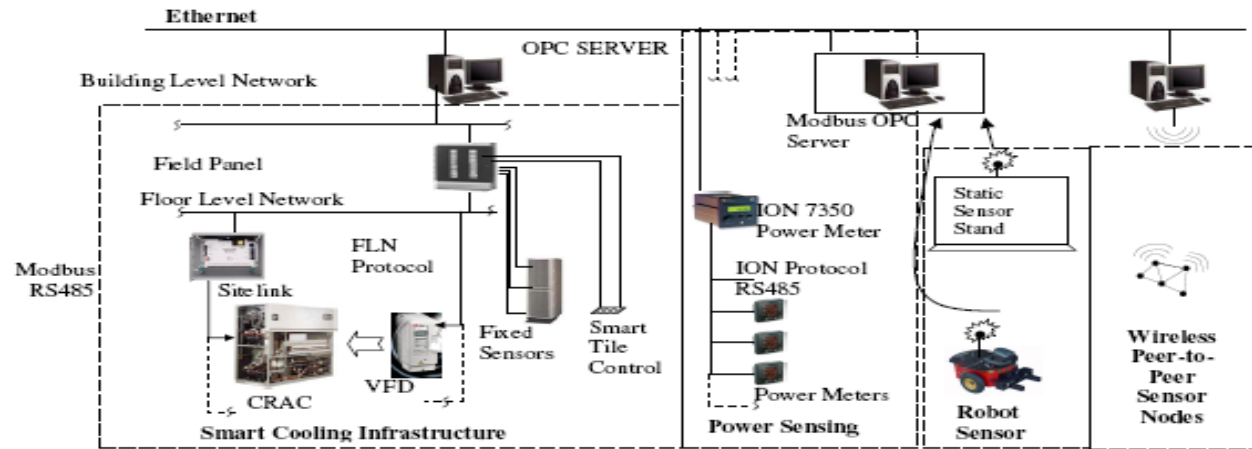 Ethernet
OPC SERVER
Building Level Network
Modbus OPC
Server
Field Panel
Floor Level Network
Static
Sensor
Stand
ION 7350
Power Meter
FLN
Protocol
Modbus
RS485
ION Protocol
RS485
Site link
Fixed
Sensors
Smart
Tile
Control
VFD
CRAC
Power Meters
Wireless
Peer-to-
Peer
Sensor
Nodes
Robot
Sensor
Smart Cooling Infrastructure
Power Sensing